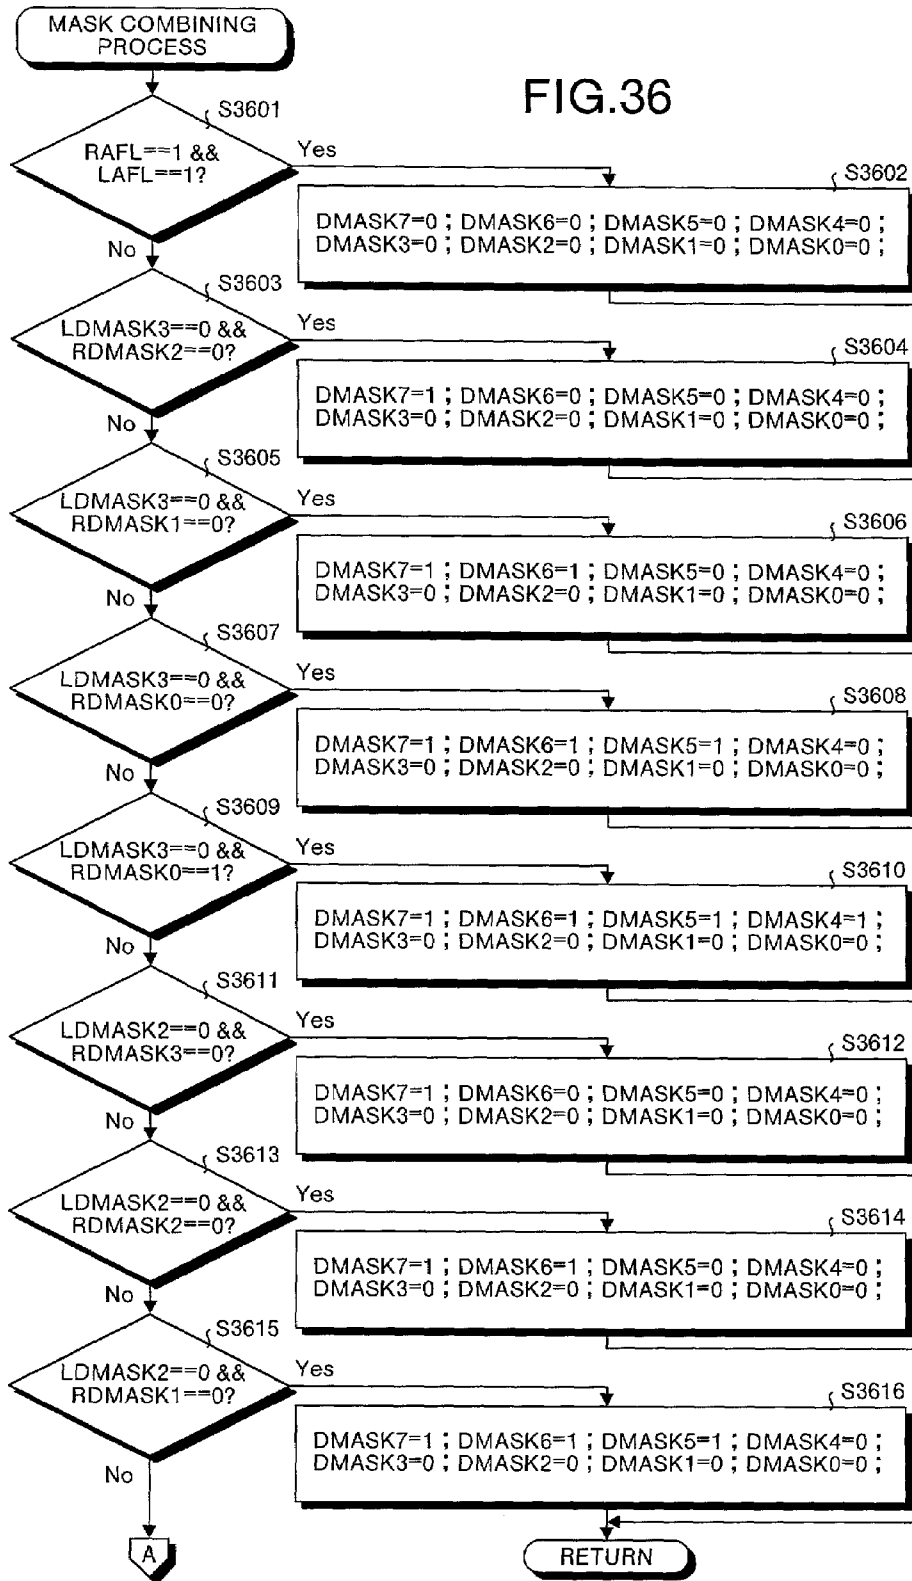 MASK COMBINING
PROCESS
FIG.36
S3601
RAFL==1 &&
LAFL==1?
Yes
No
S3602
DMASK7=0 ; DMASK6=0 ; DMASK5=0 ; DMASK4=0 ;
DMASK3=0 ; DMASK2=0 ; DMASK1=0 ; DMASK0=0 ;
S3603
LDMASK3==0 &&
RDMASK2==0?
Yes
No
S3604
DMASK7=1 ; DMASK6=0 ; DMASK5=0 ; DMASK4=0 ;
DMASK3=0 ; DMASK2=0 ; DMASK1=0 ; DMASK0=0 ;
S3605
LDMASK3==0 &&
RDMASK1==0?
Yes
No
S3606
DMASK7=1 ; DMASK6=1 ; DMASK5=0 ; DMASK4=0 ;
DMASK3=0 ; DMASK2=0 ; DMASK1=0 ; DMASK0=0 ;
S3607
LDMASK3==0 &&
RDMASK0==0?
Yes
No
S3608
DMASK7=1 ; DMASK6=1 ; DMASK5=1 ; DMASK4=0 ;
DMASK3=0 ; DMASK2=0 ; DMASK1=0 ; DMASK0=0 ;
S3609
LDMASK3==0 &&
RDMASK0==1?
Yes
No
S3610
DMASK7=1 ; DMASK6=1 ; DMASK5=1 ; DMASK4=1 ;
DMASK3=0 ; DMASK2=0 ; DMASK1=0 ; DMASK0=0 ;
S3611
LDMASK2==0 &&
RDMASK3==0?
Yes
No
S3612
DMASK7=1 ; DMASK6=0 ; DMASK5=0 ; DMASK4=0 ;
DMASK3=0 ; DMASK2=0 ; DMASK1=0 ; DMASK0=0 ;
S3613
LDMASK2==0 &&
RDMASK2==0?
Yes
No
S3614
DMASK7=1 ; DMASK6=1 ; DMASK5=0 ; DMASK4=0 ;
DMASK3=0 ; DMASK2=0 ; DMASK1=0 ; DMASK0=0 ;
S3615
LDMASK2==0 &&
RDMASK1==0?
Yes
No
S3616
DMASK7=1 ; DMASK6=1 ; DMASK5=1 ; DMASK4=0 ;
DMASK3=0 ; DMASK2=0 ; DMASK1=0 ; DMASK0=0 ;
A
RETURN